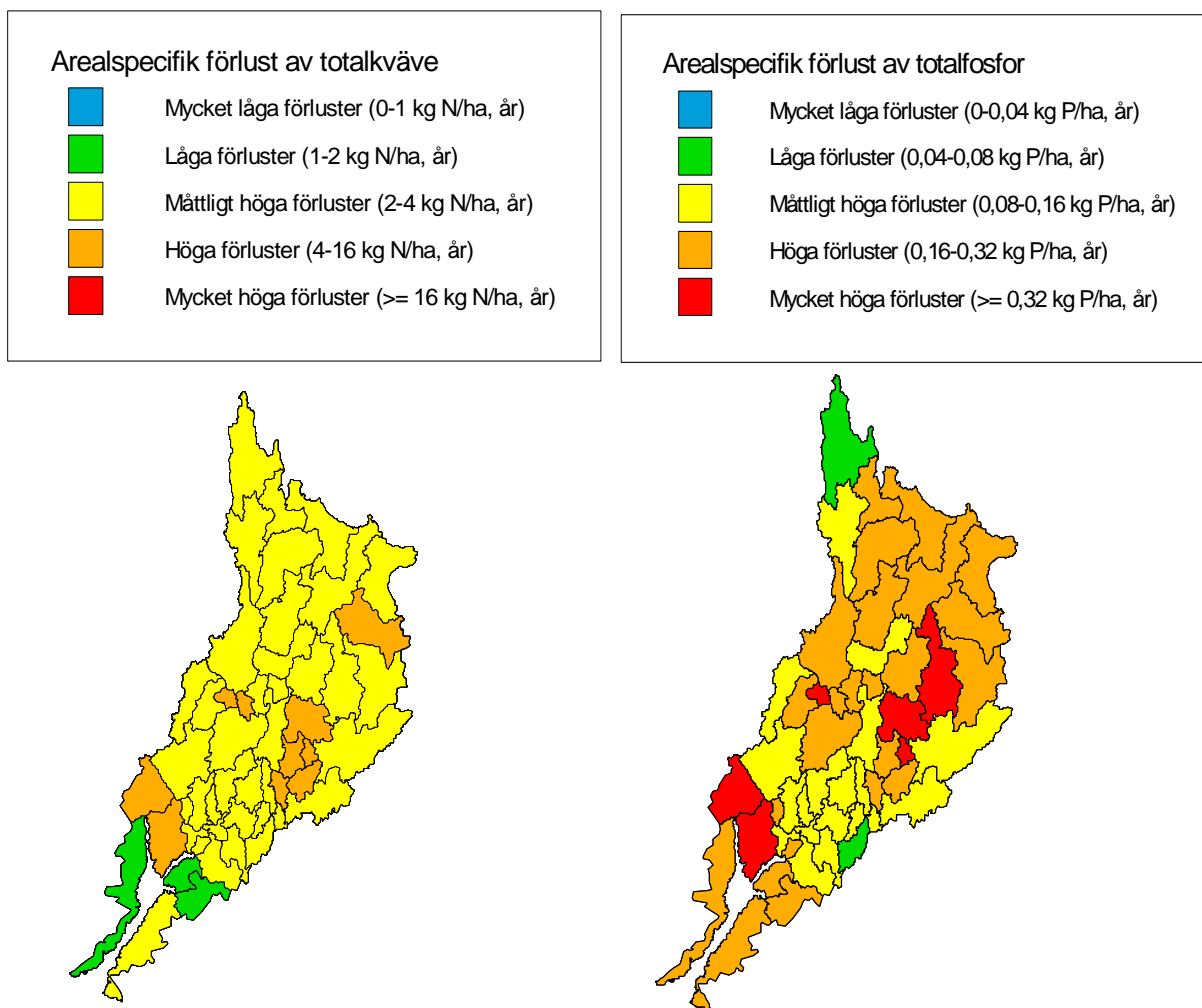 Arealspecifik förlust av totalkväve
Mycket låga förluster (0-1 kg N/ha, år)
Låga förluster (1-2 kg N/ha, år)
Måttligt höga förluster (2-4 kg N/ha, år)
Höga förluster (4-16 kg N/ha, år)
Mycket höga förluster (>= 16 kg N/ha, år)
Arealspecifik förlust av totalfosfor
Mycket låga förluster (0-0,04 kg P/ha, år)
Låga förluster (0,04-0,08 kg P/ha, år)
Måttligt höga förluster (0,08-0,16 kg P/ha, år)
Höga förluster (0,16-0,32 kg P/ha, år)
Mycket höga förluster (>= 0,32 kg P/ha, år)